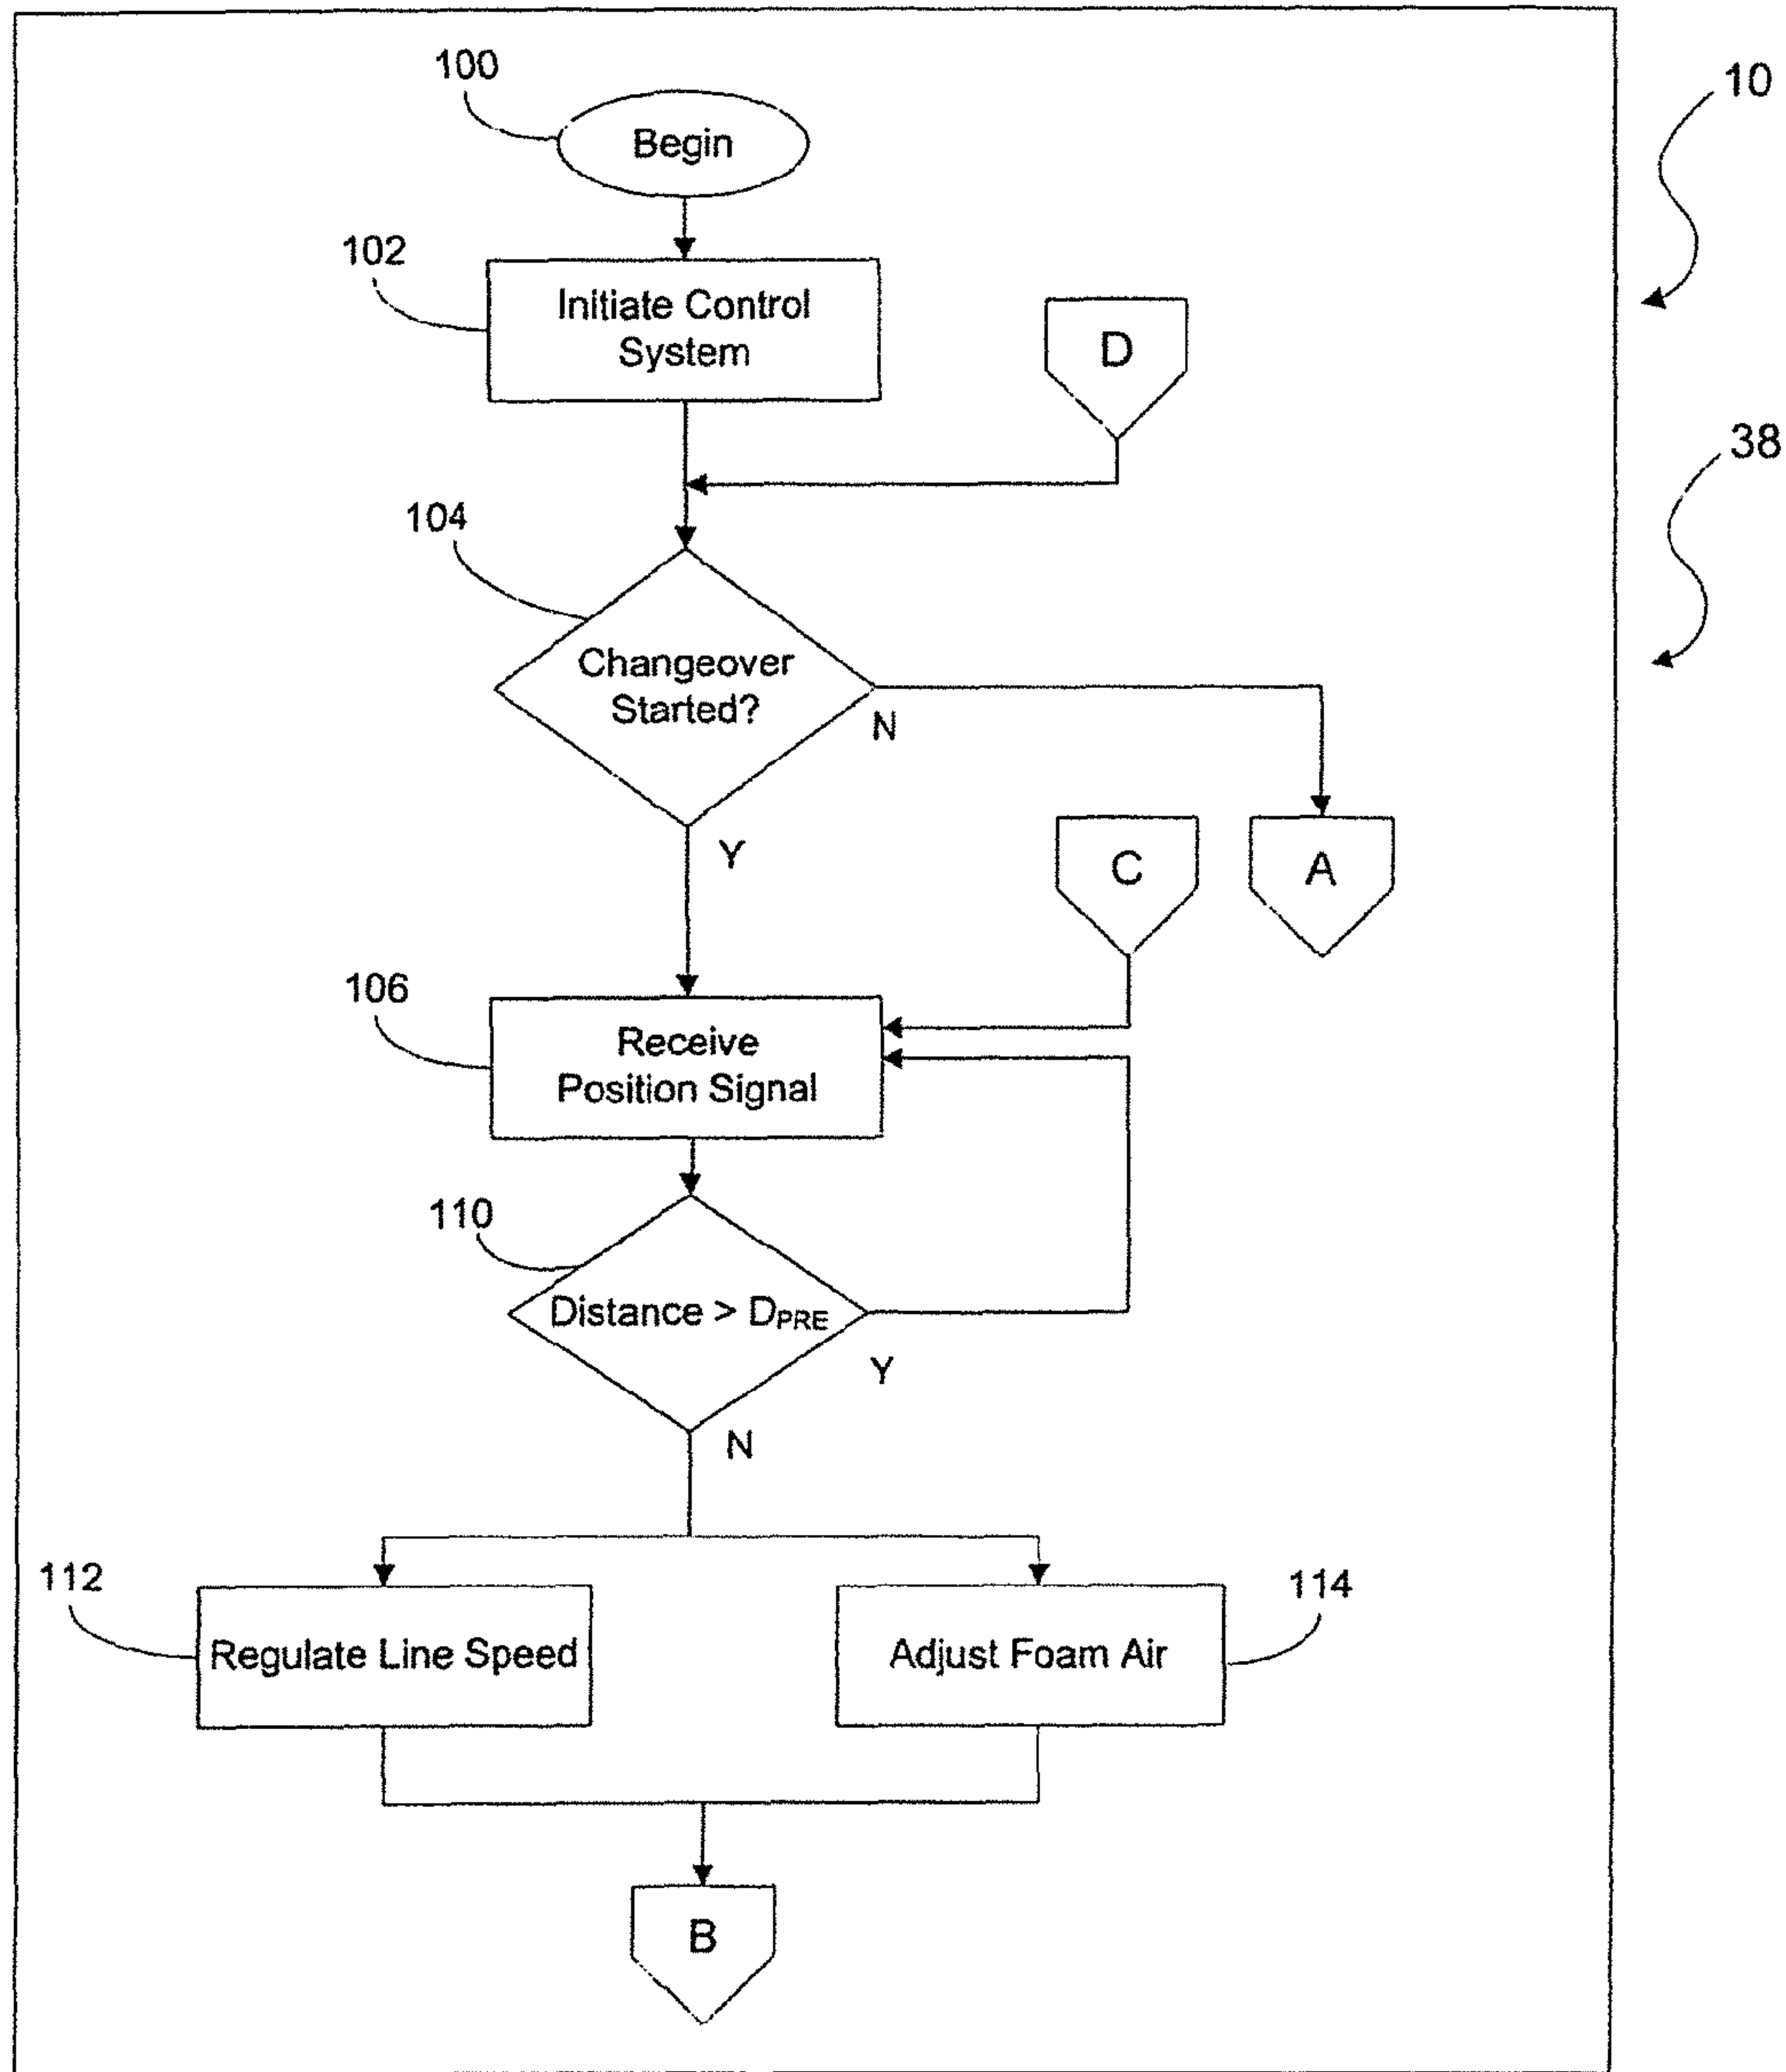 100
10
Begin
102
Initiate Control
System
D
38
104
Changeover
Started?
N
Y
C
A
106
Receive
Position Signal
110
Distance > DPRE
Y
N
112
114
Regulate Line Speed
Adjust Foam Air
B